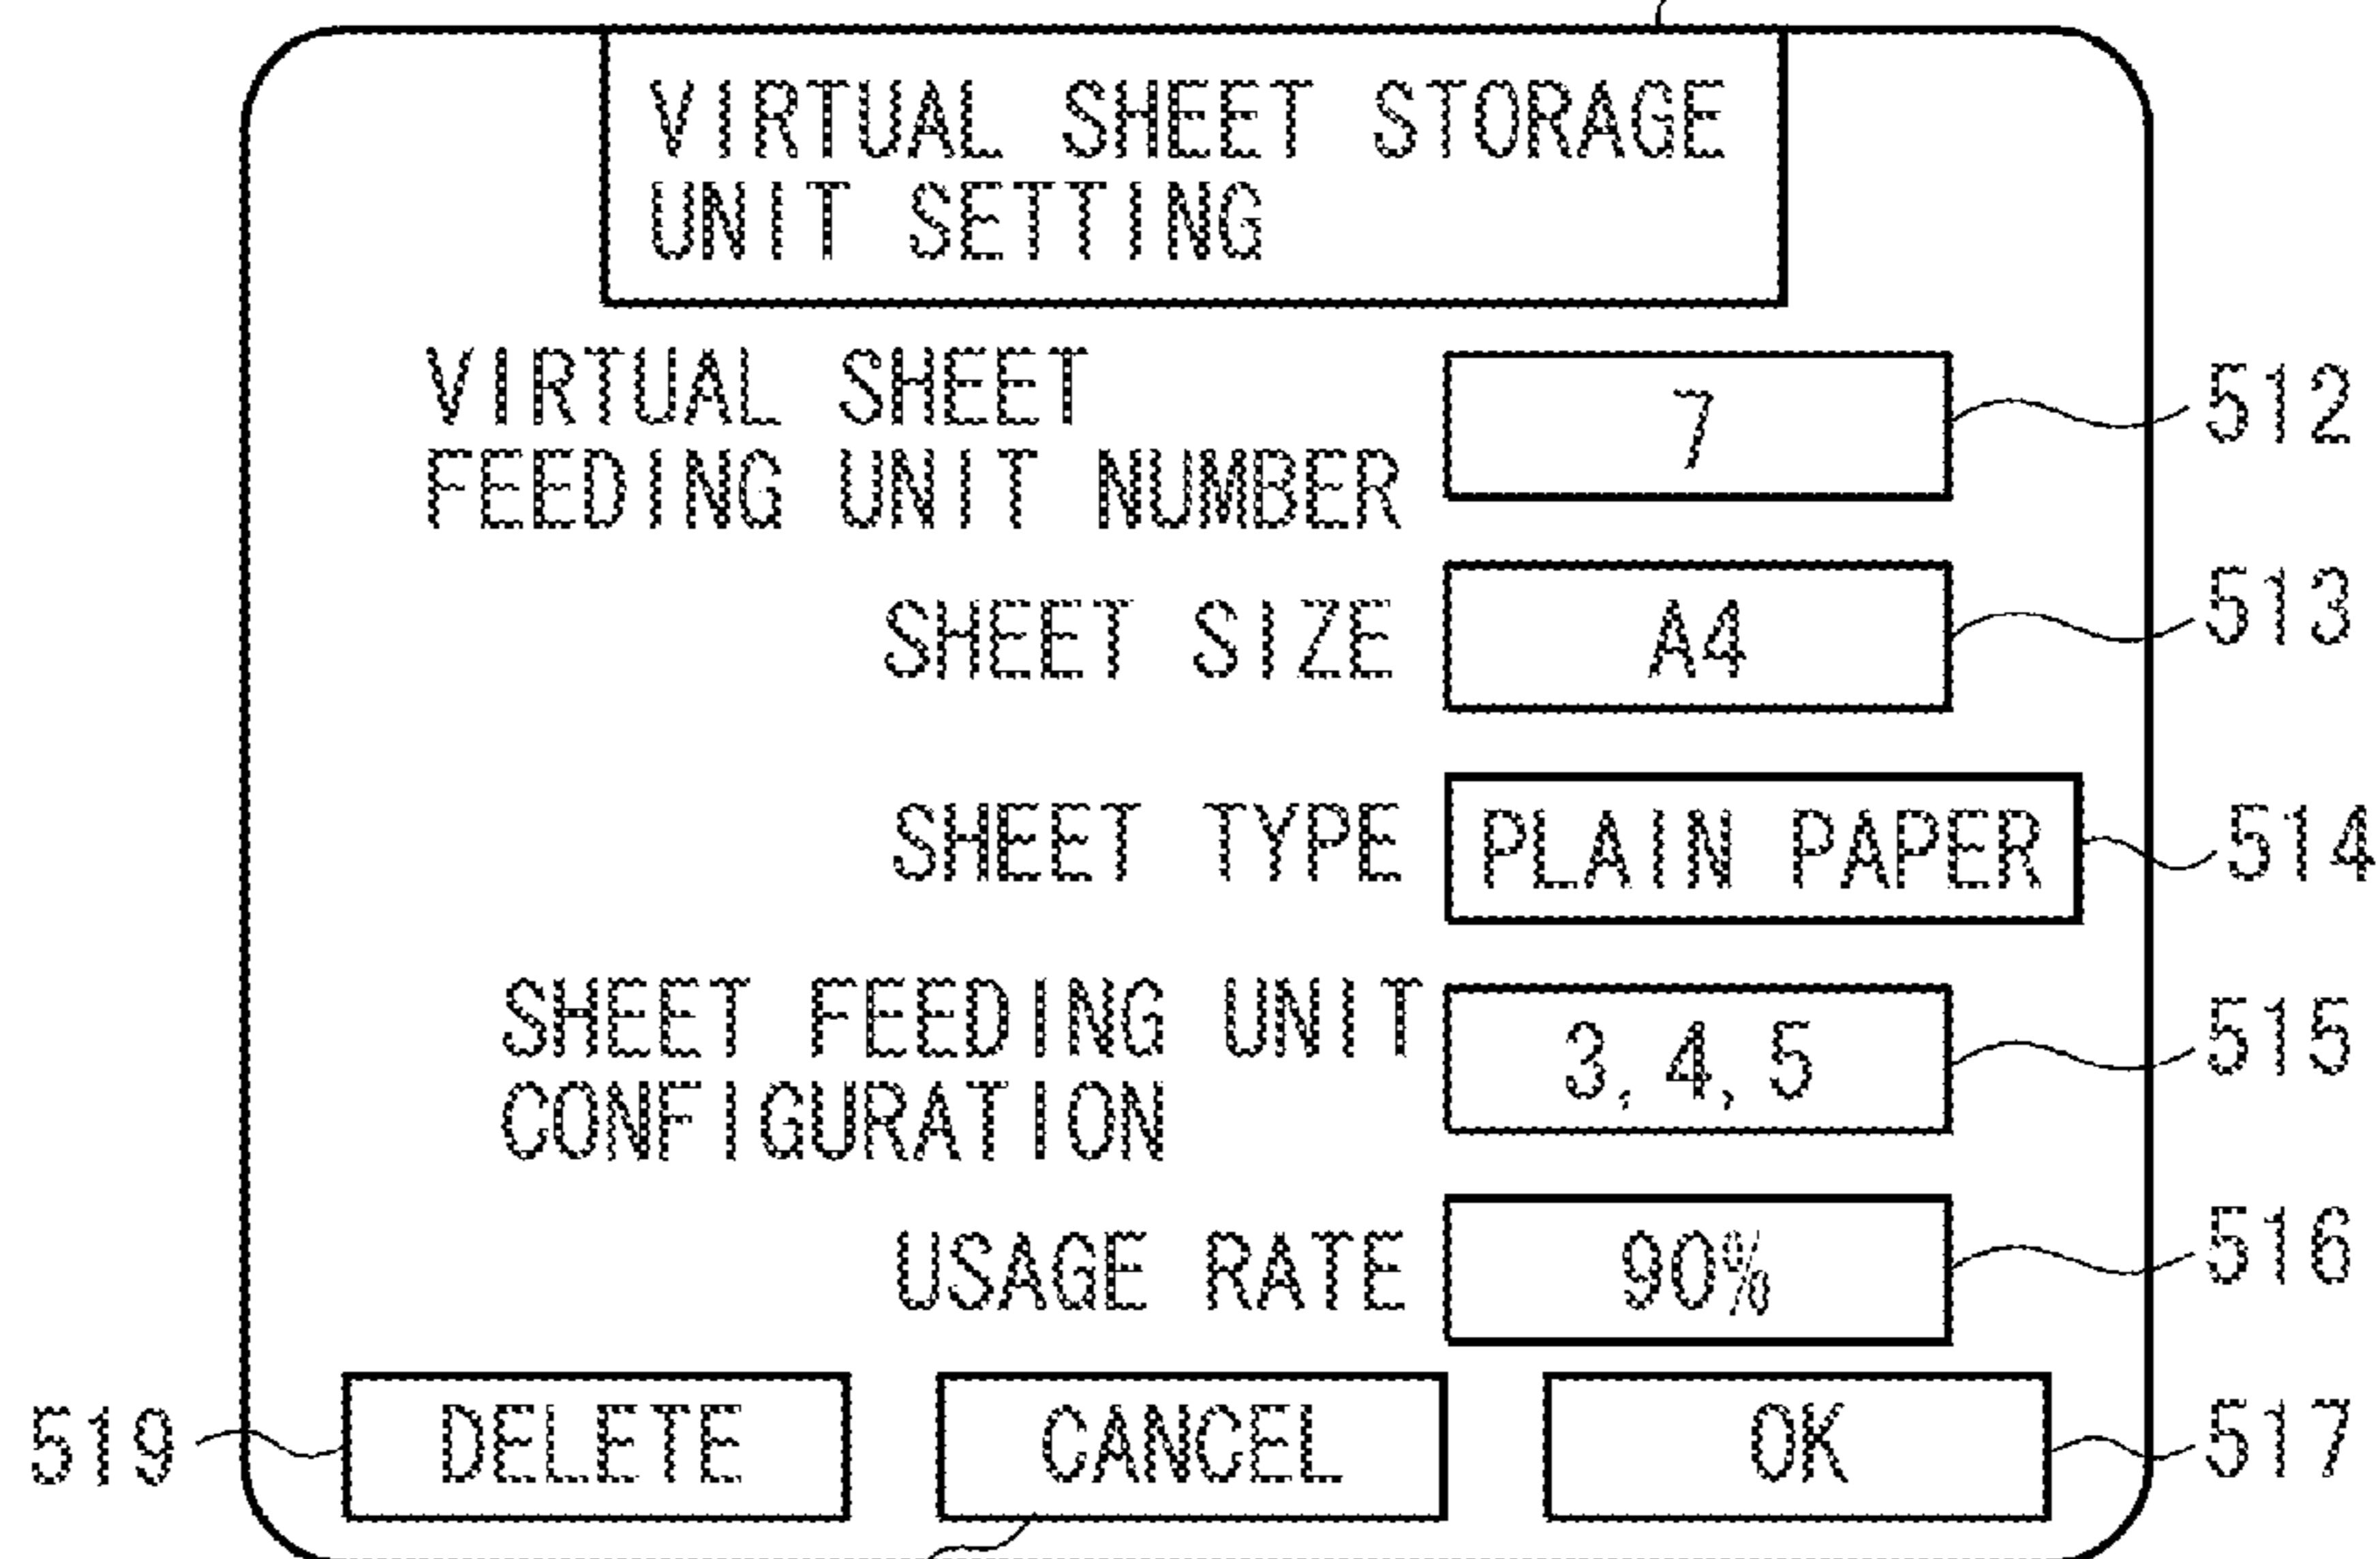 VIRTUAL SHEET STORAGE
UNIT SETTING
VIRTUAL SHEET
FEEDING UNIT NUMBER
7
512
SHEET SIZE
A4
513
SHEET TYPE
PLAIN PAPER
514
SHEET FEEDING UNIT
CONFIGURATION
3, 4, 5
515
USAGE RATE
90%
516
519
DELETE
CANCEL
OK
517